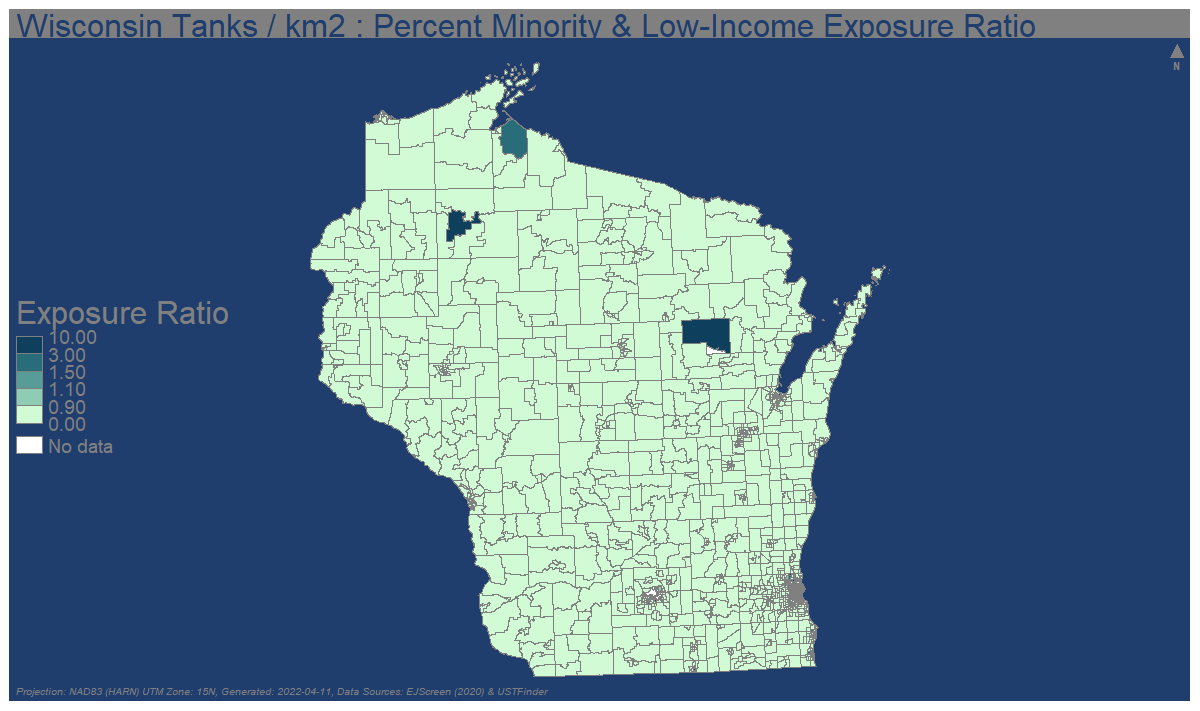 Wisconsin Tanks / km2 : Percent Minority & Low-Income Exposure Ratio
N
Exposure Ratio
10.00
3.00
1.50
1.10
0.90
0.00
No data
Projection: NAD83 (HARN) UTM Zone: 15N, Generated: 2022-04-11, Data Sources: EJScreen (2020) & USTFinder